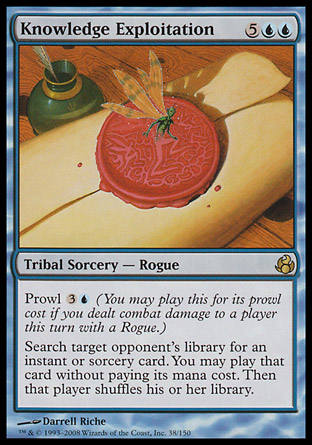 Knowledge Exploitation 5
Tribal Sorcery — Rogue
Prowl 3 (You may play this for its prowl
cost if you dealt combat damage to a player
this turn with a Rogue.)
Search target opponent's library for an
instant or sorcery card. You may play that
card without paying its mana cost. Then
that player shuffles his or her library.
Darrell Riche
™ & © 1993–2008 Wizards of the Coast, Inc. 38/150